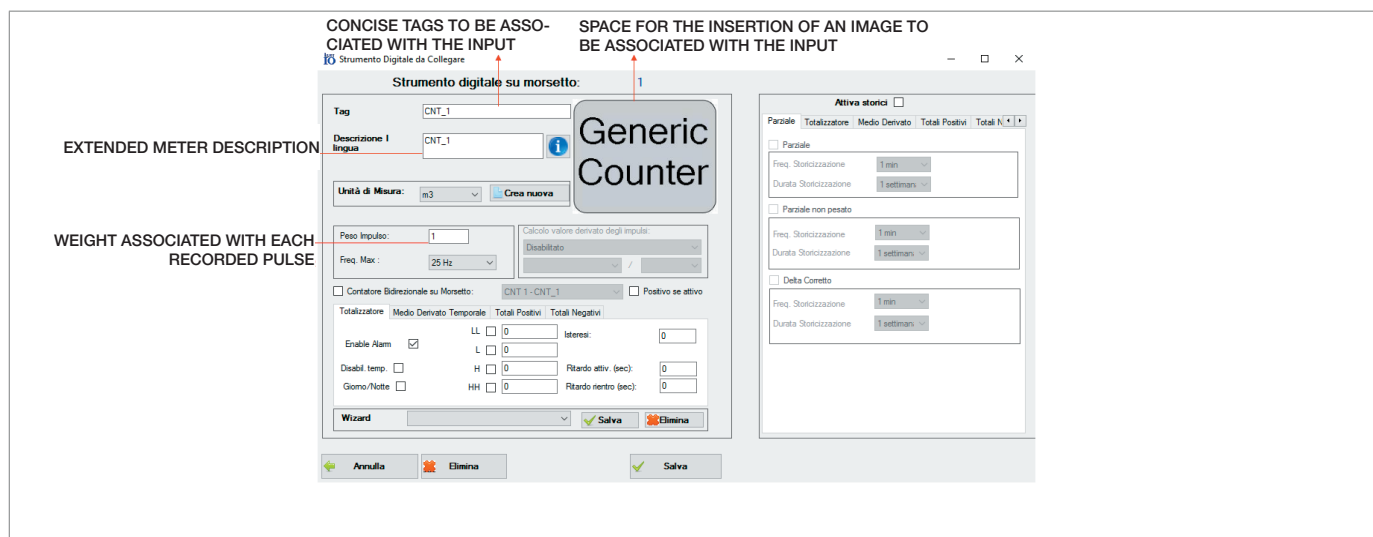 CONCISE TAGS TO BE ASSO-
CIATED WITH THE INPUT
SPACE FOR THE INSERTION OF AN IMAGE TO
BE ASSOCIATED WITH THE INPUT
Strumento Digitale da Collegare
Strumento digitale su morsetto: 1
Tag CNT_1
EXTENDED METER DESCRIPTION
Descrizione I
lingua
CNT_1
Generic
Counter
Unità di Misura: m3 Crea nuova
WEIGHT ASSOCIATED WITH EACH
RECORDED PULSE
Peso Impulso: 1
Freq. Max : 25 Hz
Calcolo valore derivato degli impulsi:
Disabilitato
/
Contatore Bidirezionale su Morsetto: CNT 1 - CNT_1 Positivo se attivo
Totalizzatore Medio Derivato Temporale Totali Positivi Totali Negativi
Enable Alarm
LL 0
L 0
Isteresi: 0
Disabil. temp. H 0 Ritardo attiv. (sec): 0
Giorno/Notte HH 0 Ritardo rientro (sec): 0
Wizard Salva Elimina
Annulla Elimina Salva
Attiva storici
Parziale Totalizzatore Medio Derivato Totali Positivi Totali N
Parziale
Freq. Storicizzazione 1 min
Durata Storicizzazione 1 settiman
Parziale non pesato
Freq. Storicizzazione 1 min
Durata Storicizzazione 1 settiman
Delta Corretto
Freq. Storicizzazione 1 min
Durata Storicizzazione 1 settiman